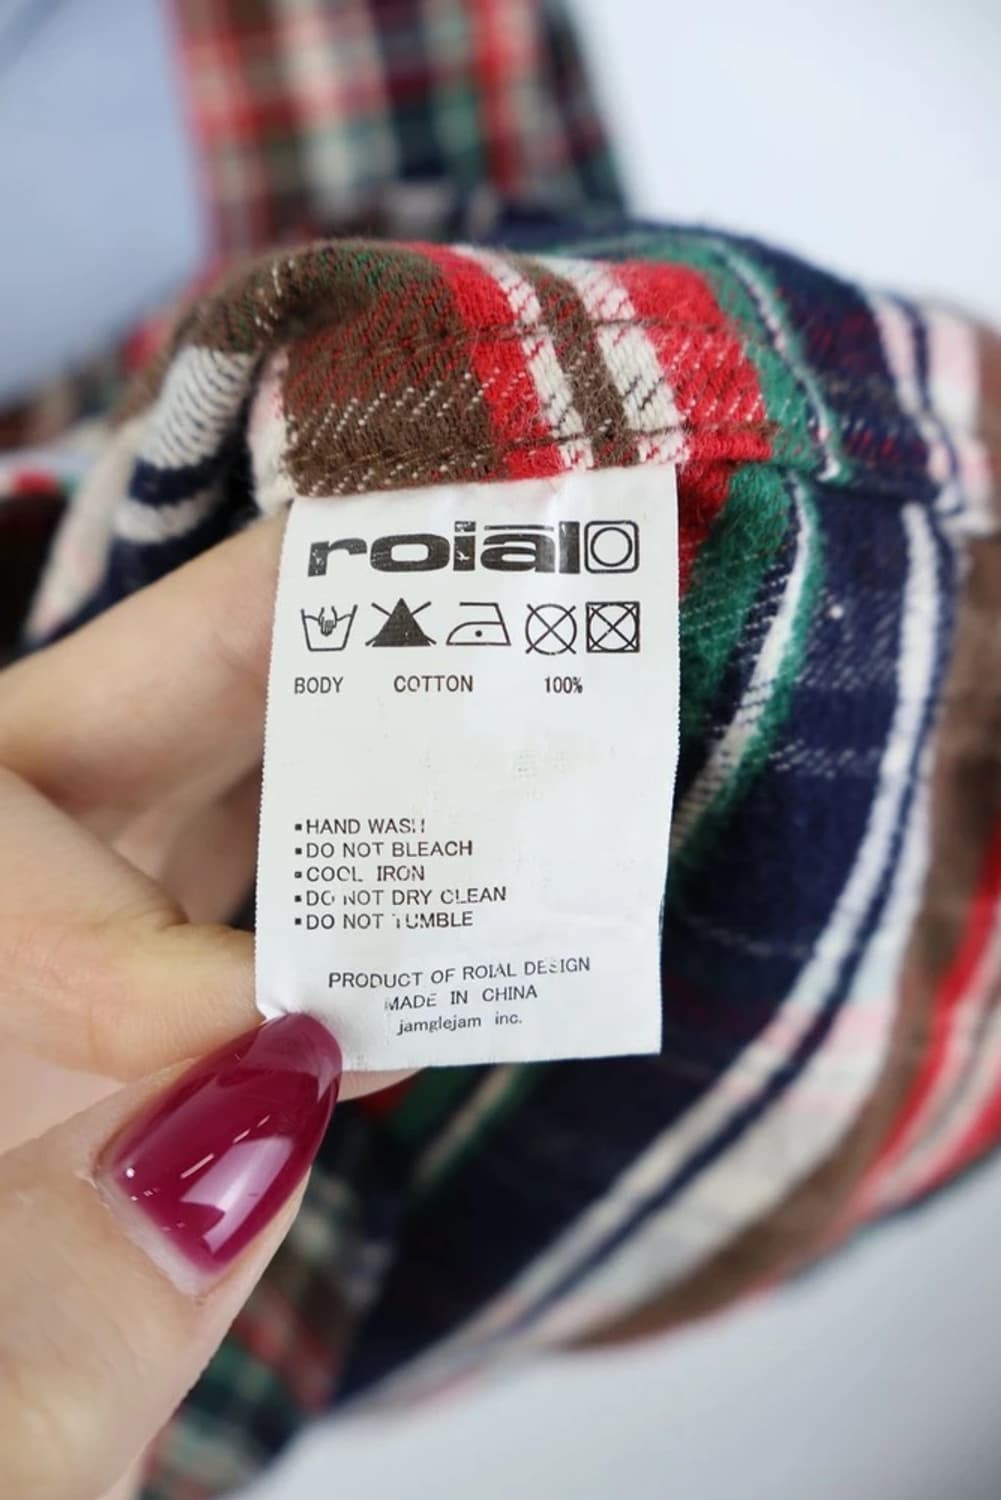 roial
BODY COTTON 100%
▪HAND WASH
▪DO NOT BLEACH
▪COOL IRON
▪DO NOT DRY CLEAN
▪DO NOT TUMBLE
PRODUCT OF ROIAL DESIGN
MADE IN CHINA
jamglejam inc.